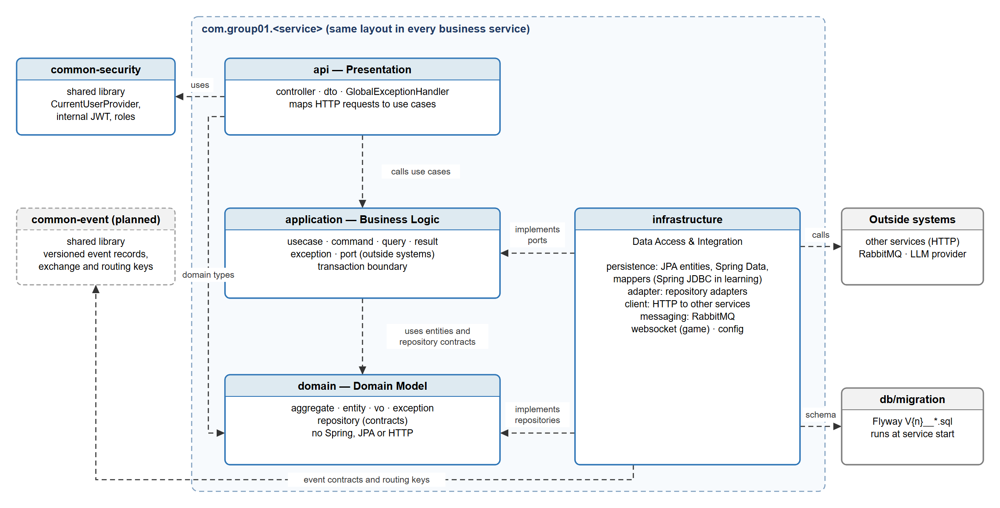 com.group01.<service> (same layout in every business service)
common-security
shared library
CurrentUserProvider,
internal JWT, roles
uses
api — Presentation
controller · dto · GlobalExceptionHandler
maps HTTP requests to use cases
calls use cases
common-event (planned)
shared library
versioned event records,
exchange and routing keys
domain types
application — Business Logic
usecase · command · query · result
exception · port (outside systems)
transaction boundary
implements
ports
infrastructure
Data Access & Integration
persistence: JPA entities, Spring Data,
mappers (Spring JDBC in learning)
adapter: repository adapters
client: HTTP to other services
messaging: RabbitMQ
websocket (game) · config
calls
Outside systems
other services (HTTP)
RabbitMQ · LLM provider
uses entities and
repository contracts
domain — Domain Model
aggregate · entity · vo · exception
repository (contracts)
no Spring, JPA or HTTP
implements
repositories
schema
db/migration
Flyway V{n}__*.sql
runs at service start
event contracts and routing keys